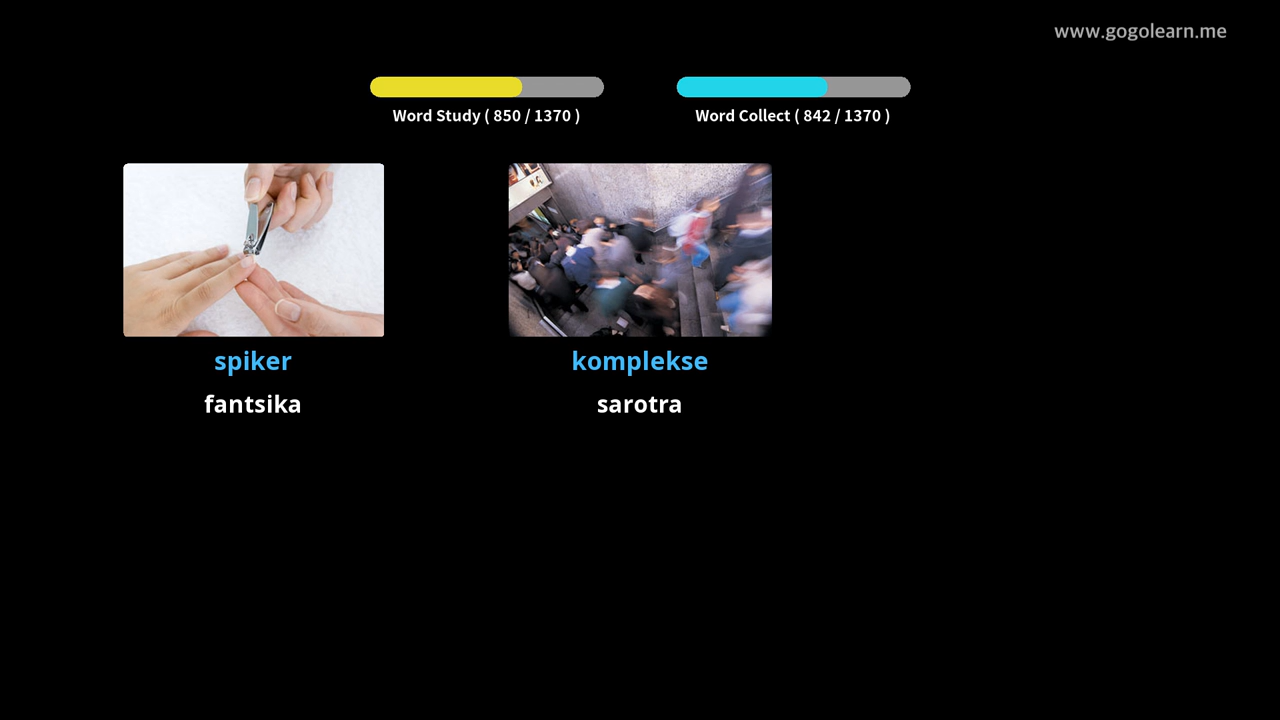 www.gogolearn.me
Word Study ( 850 / 1370 )
Word Collect ( 842 / 1370 )
spiker
fantsika
komplekse
sarotra